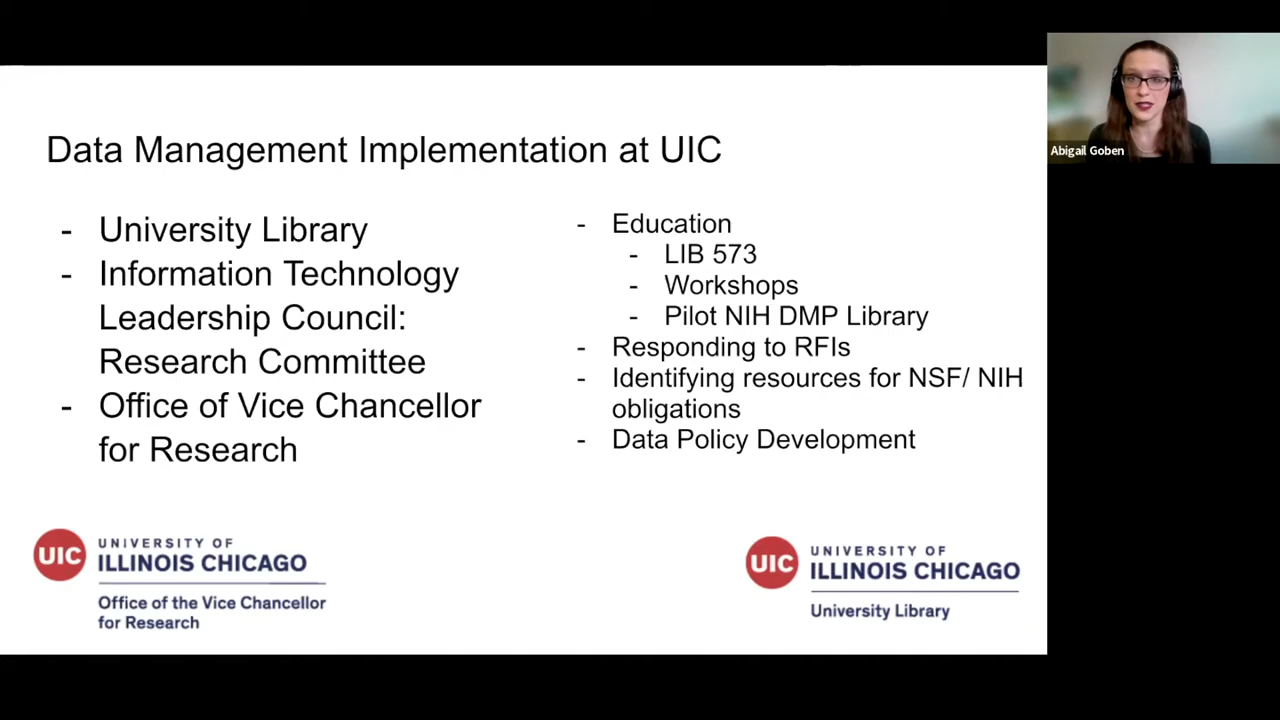 Data Management Implementation at UIC
- University Library
- Information Technology
Leadership Council:
Research Committee
- Office of Vice Chancellor
for Research
- Education
- LIB 573
- Workshops
- Pilot NIH DMP Library
- Responding to RFIs
- Identifying resources for NSF/ NIH
obligations
- Data Policy Development
UIC
UNIVERSITY OF
ILLINOIS CHICAGO
Office of the Vice Chancellor
for Research
UIC
UNIVERSITY OF
ILLINOIS CHICAGO
University Library
Abigail Goben